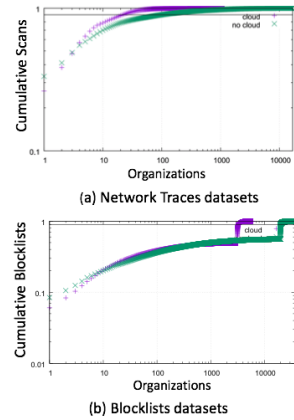 Cumulative Scans
1
0.1
cloud
no cloud
1 10 100 1000 10000
Organizations
(a) Network Traces datasets
Cumulative Blocklists
1
0.1
0.01
cloud
1 10 100 1000 10000
Organizations
(b) Blocklists datasets